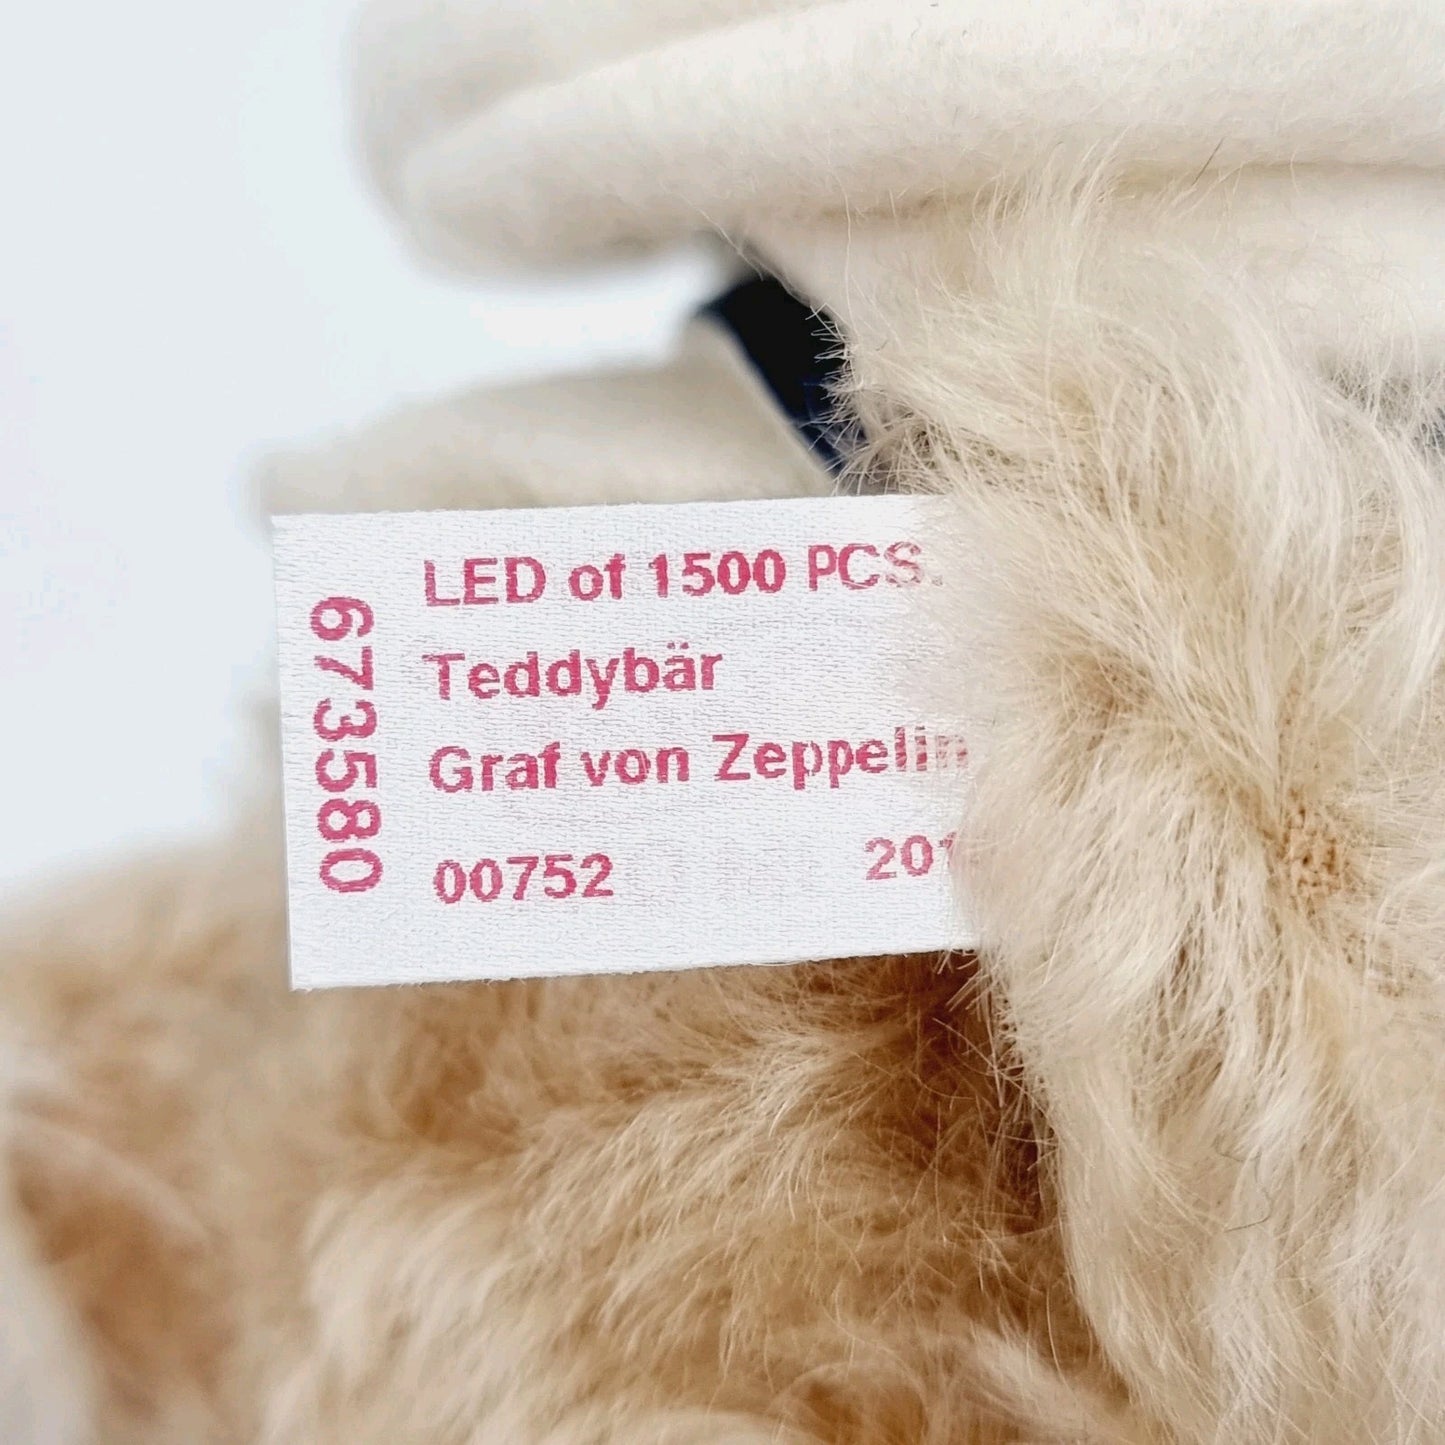 673580
LED of 1500 PCS.
Teddybär
Graf von Zeppelin
00752